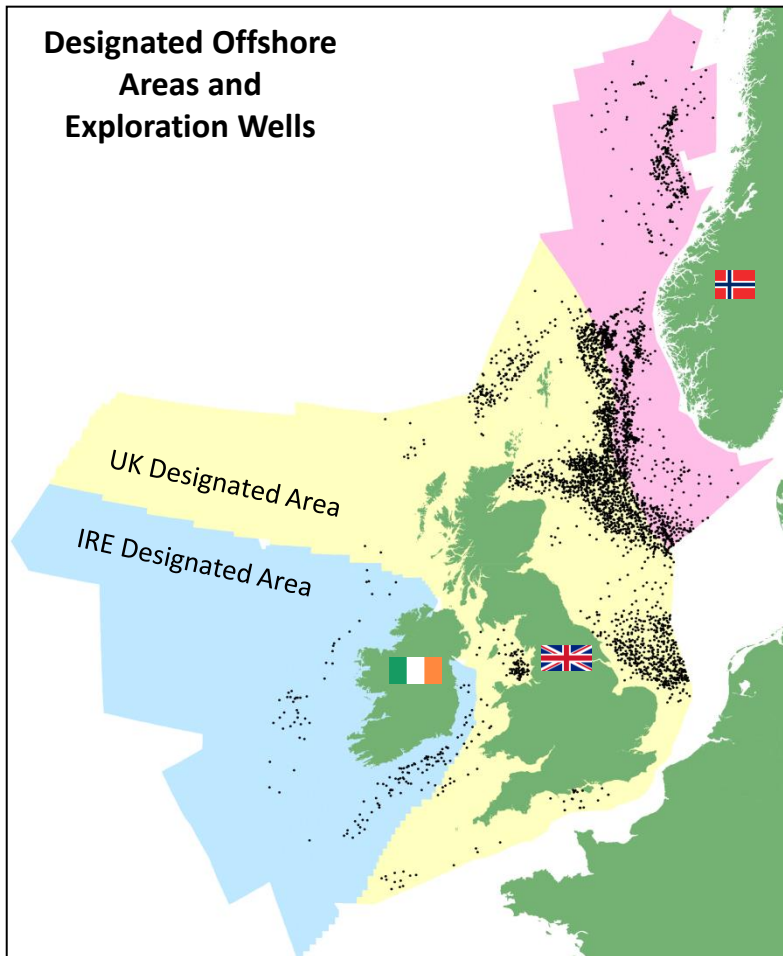 Designated Offshore
Areas and
Exploration Wells
UK Designated Area
IRE Designated Area